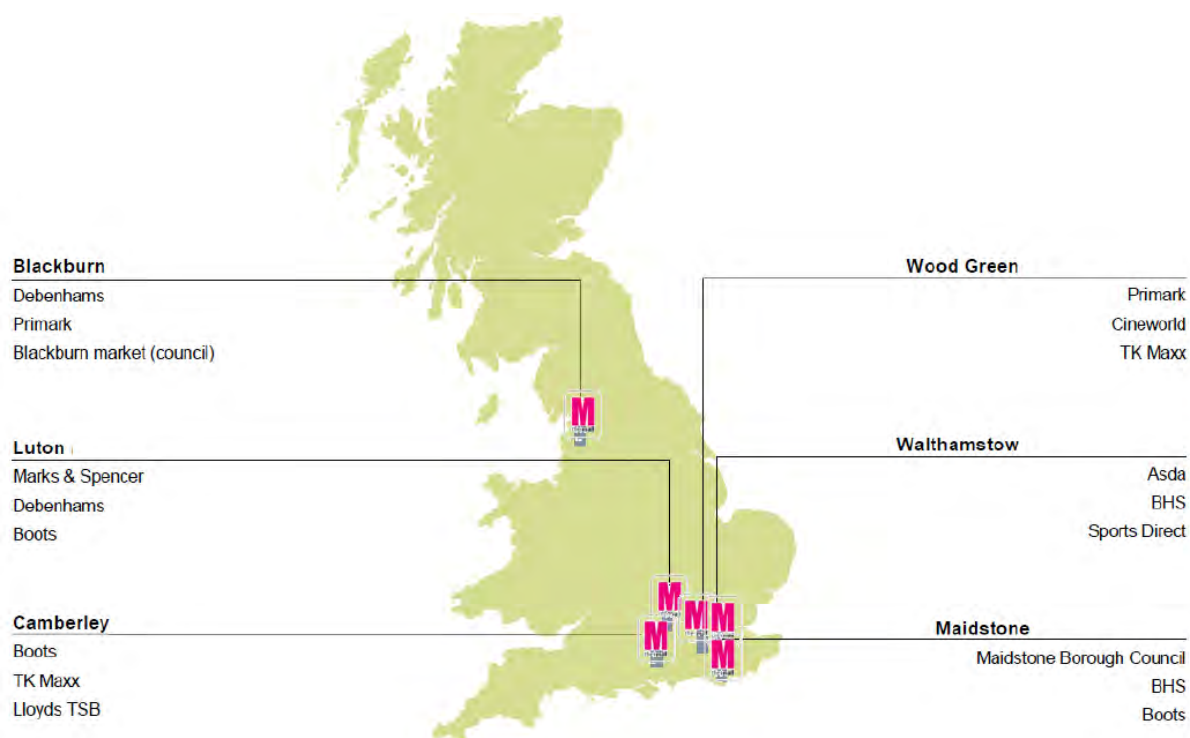 Blackburn
Debenhams
Primark
Blackburn market (council)
Luton
Marks & Spencer
Debenhams
Boots
Camberley
Boots
TK Maxx
Lloyds TSB
Wood Green
Primark
Cineworld
TK Maxx
Walthamstow
Asda
BHS
Sports Direct
Maidstone
Maidstone Borough Council
BHS
Boots
M
M
M
M
M
M